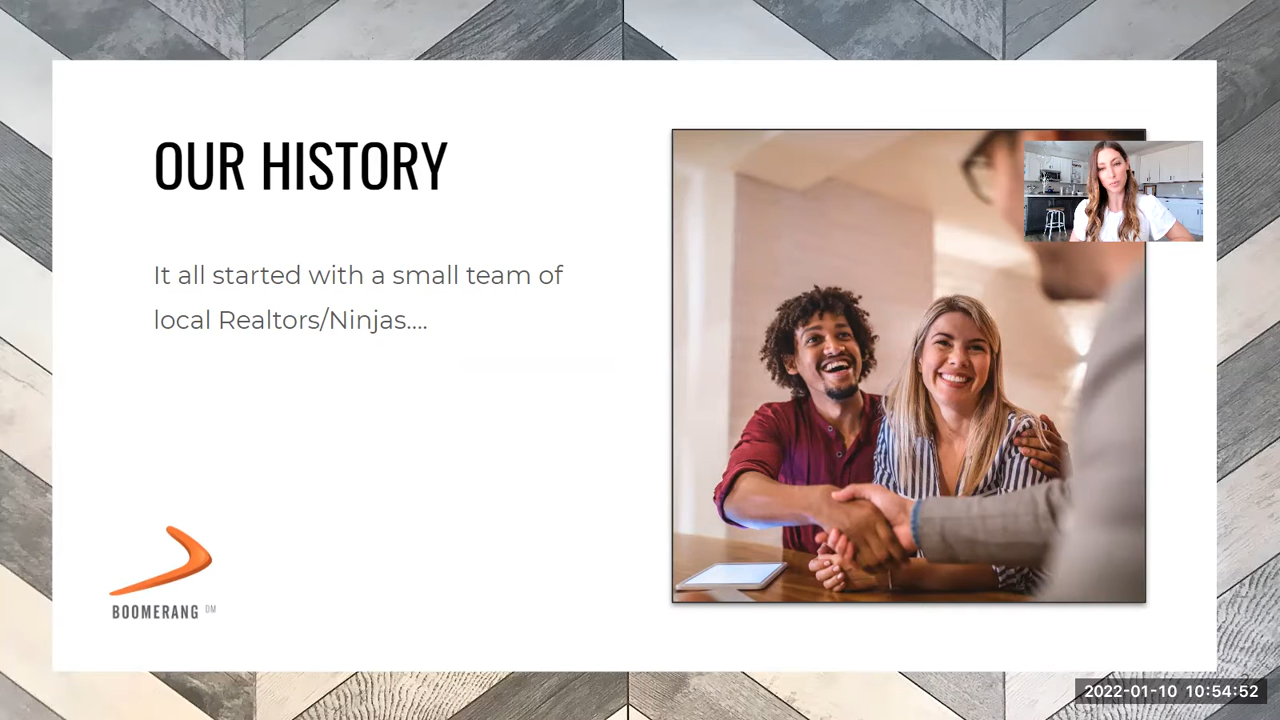 OUR HISTORY
It all started with a small team of
local Realtors/Ninjas....
BOOMERANG DM
2022-01-10 10:54:52